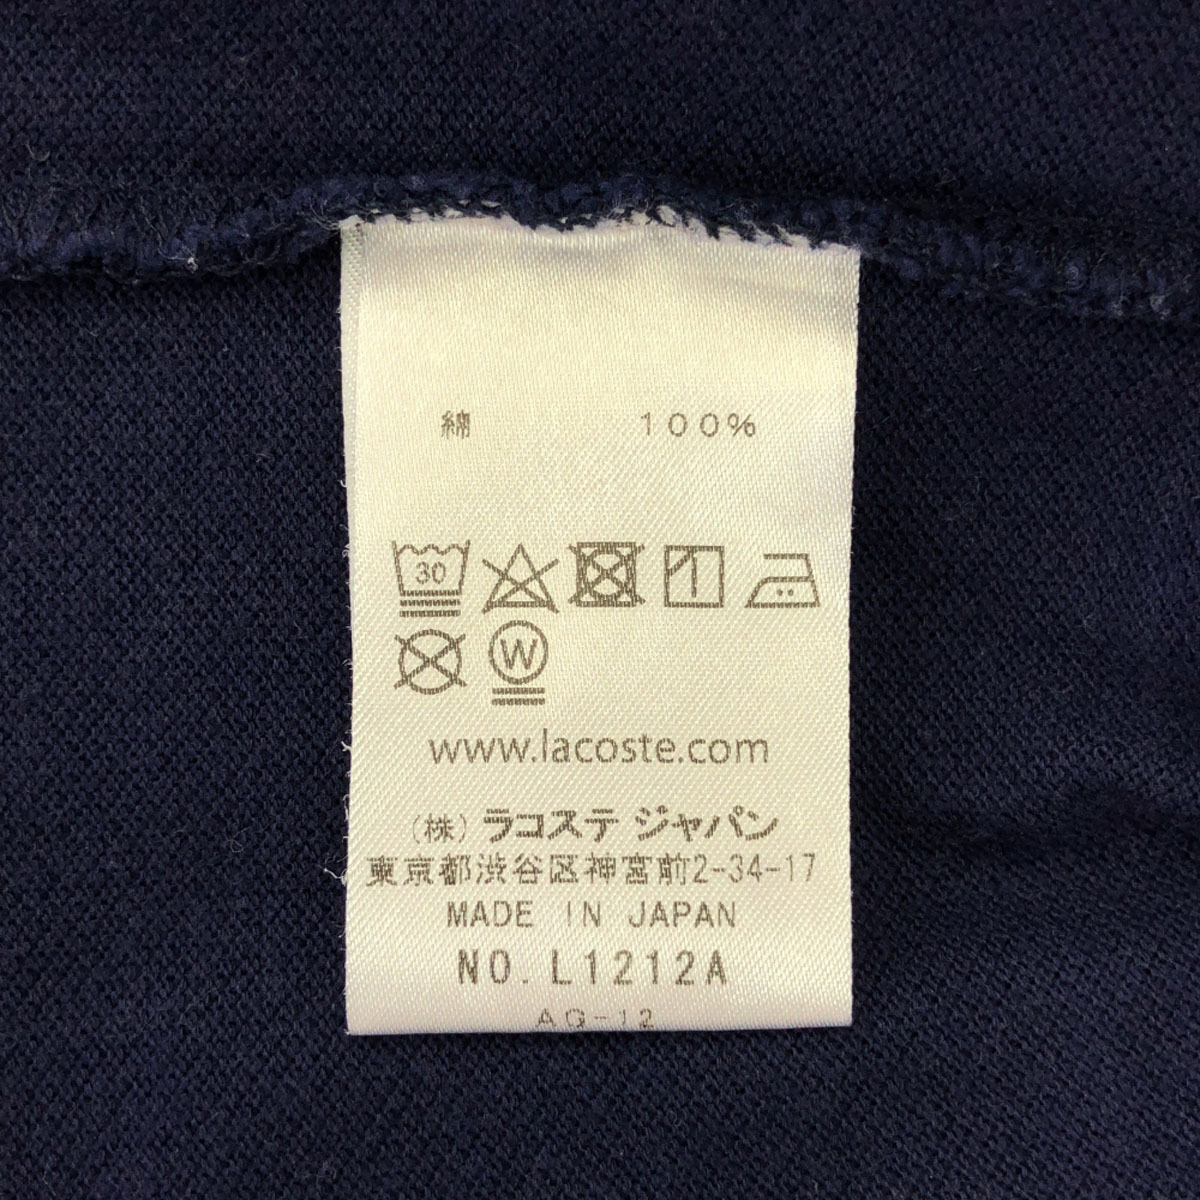 綿 100%
30
W
www.lacoste.com
(株) ラコステ ジャパン
東京都渋谷区神宮前2-34-17
MADE IN JAPAN
NO. L1212A
AG-12